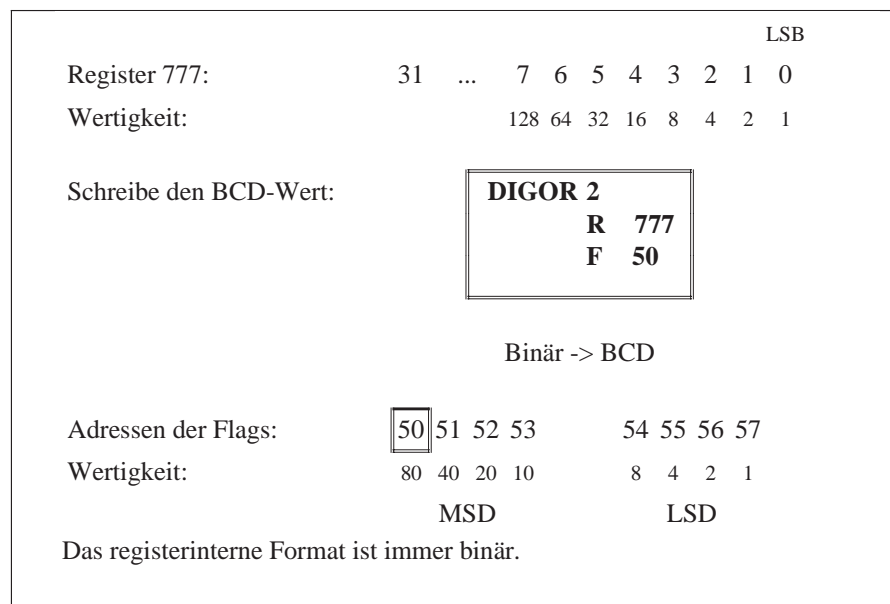 LSB
Register 777: 31 ... 7 6 5 4 3 2 1 0
Wertigkeit: 128 64 32 16 8 4 2 1
Schreibe den BCD-Wert: DIGOR 2
R 777
F 50
Binär -> BCD
Adressen der Flags: 50 51 52 53 54 55 56 57
Wertigkeit: 80 40 20 10 8 4 2 1
MSD LSD
Das registerinterne Format ist immer binär.